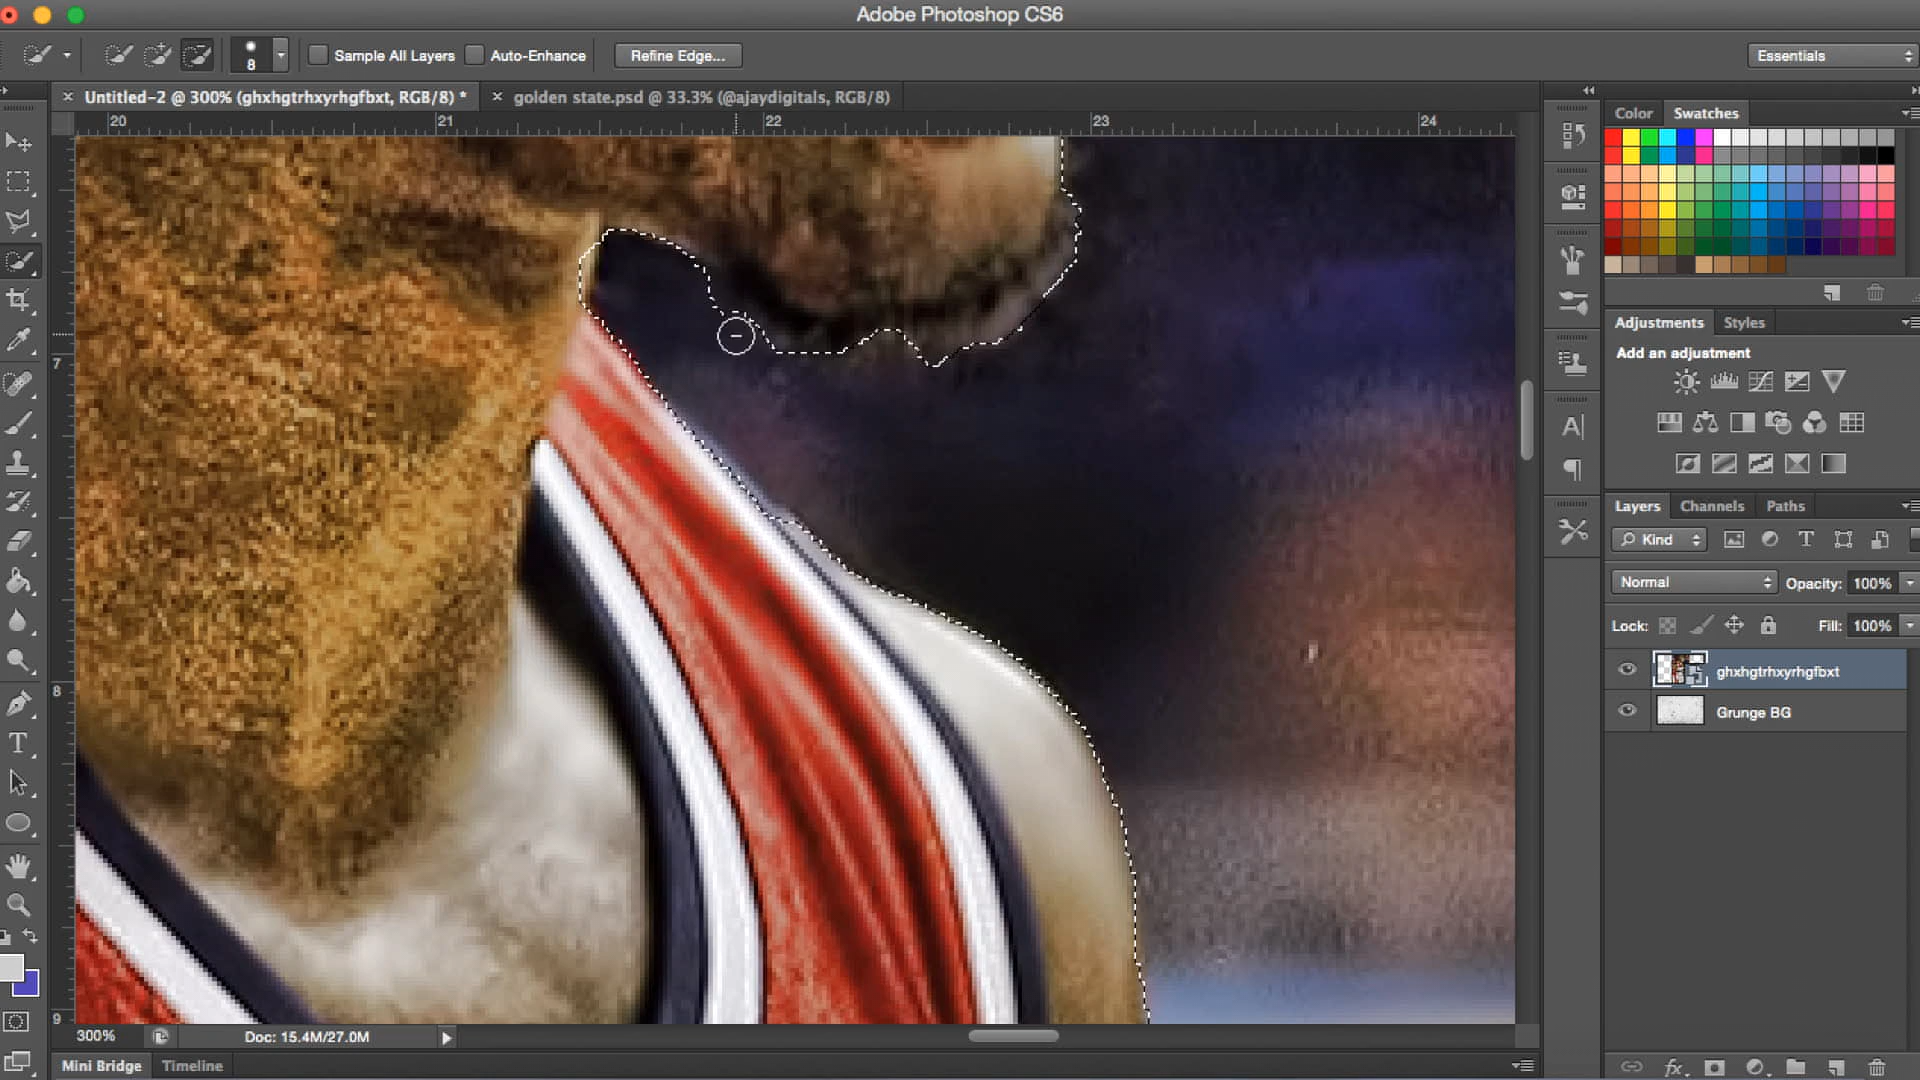 Adobe Photoshop CS6
8
Sample All Layers
Auto-Enhance
Refine Edge...
Essentials
Untitled-2 @ 300% (ghxhgtrhxyrhgfbxt, RGB/8) *
golden state.psd @ 33.3% (@ajaydigitals, RGB/8)
20
21
22
23
24
7
8
9
Color
Swatches
Adjustments
Styles
Add an adjustment
Layers
Channels
Paths
Kind
Normal
Opacity: 100%
Lock:
Fill: 100%
ghxhgtrhxyrhgfbxt
Grunge BG
300%
Doc: 15.4M/27.0M
Mini Bridge
Timeline